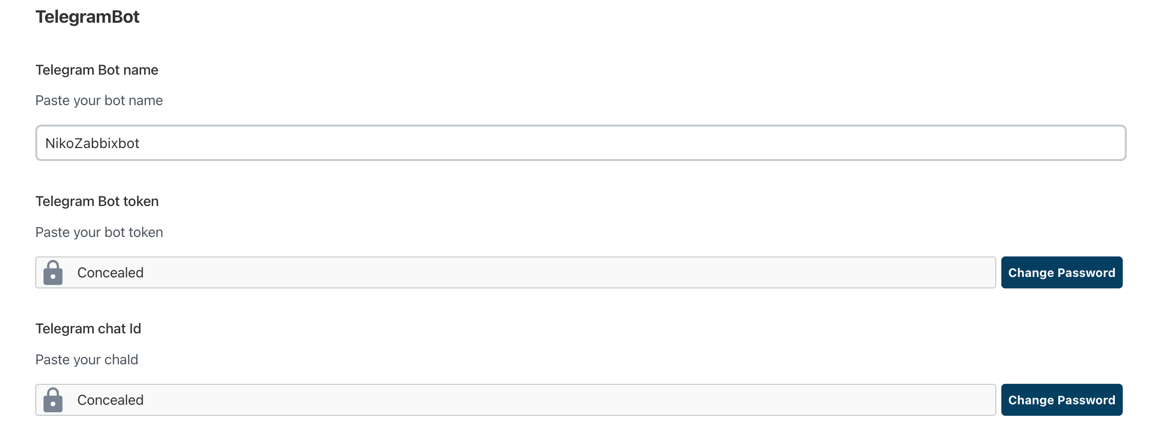 TelegramBot
Telegram Bot name
Paste your bot name
NikoZabbixbot
Telegram Bot token
Paste your bot token
Concealed
Change Password
Telegram chat Id
Paste your chaId
Concealed
Change Password